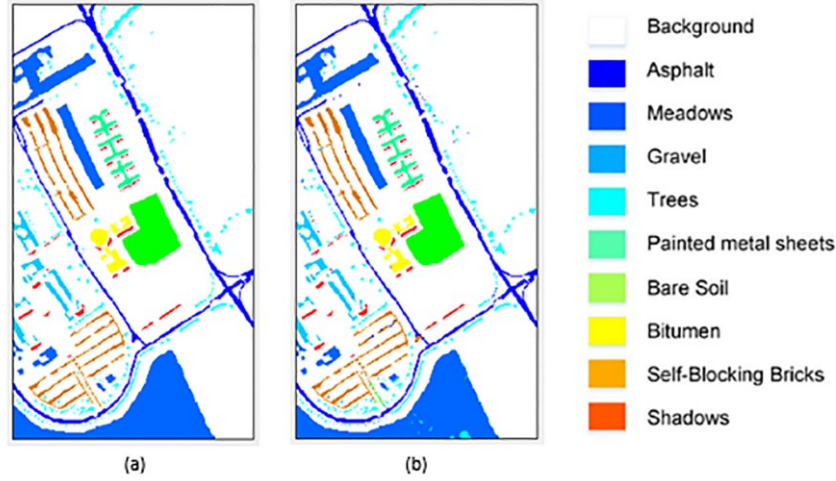 Background
Asphalt
Meadows
Gravel
Trees
Painted metal sheets
Bare Soil
Bitumen
Self-Blocking Bricks
Shadows
(a)
(b)